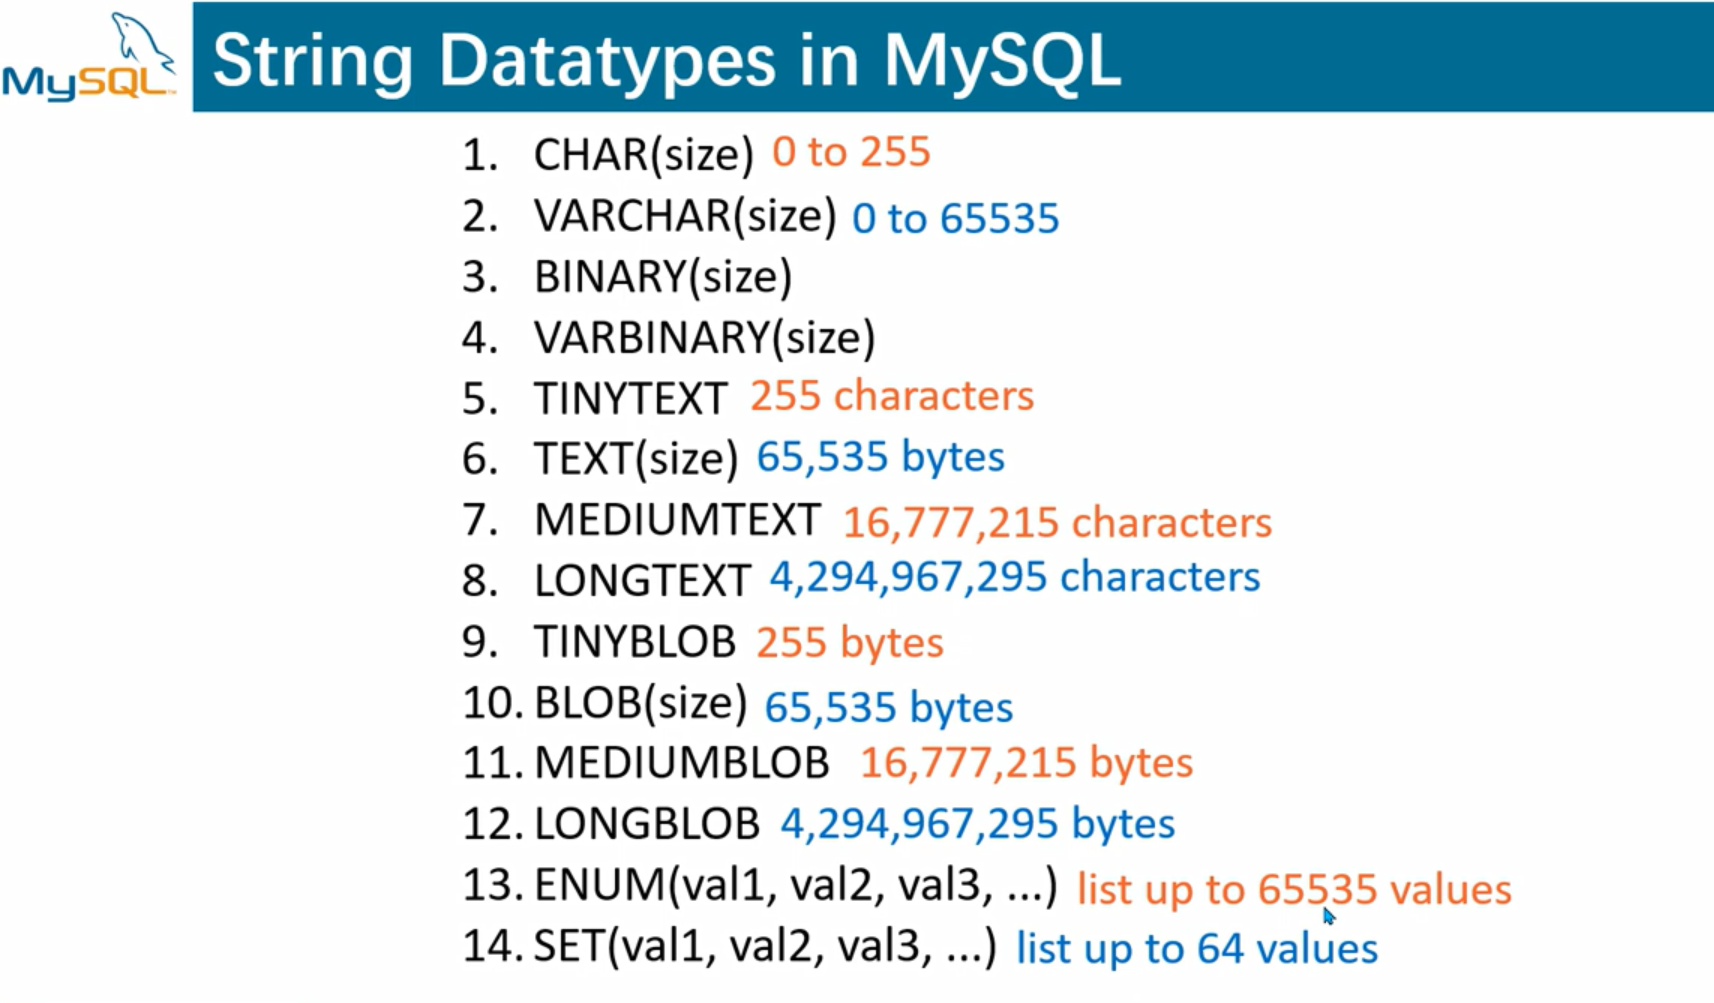 MySQL™
String Datatypes in MySQL
1. CHAR(size) 0 to 255
2. VARCHAR(size) 0 to 65535
3. BINARY(size)
4. VARBINARY(size)
5. TINYTEXT 255 characters
6. TEXT(size) 65,535 bytes
7. MEDIUMTEXT 16,777,215 characters
8. LONGTEXT 4,294,967,295 characters
9. TINYBLOB 255 bytes
10. BLOB(size) 65,535 bytes
11. MEDIUMBLOB 16,777,215 bytes
12. LONGBLOB 4,294,967,295 bytes
13. ENUM(val1, val2, val3, ...) list up to 65535 values
14. SET(val1, val2, val3, ...) list up to 64 values